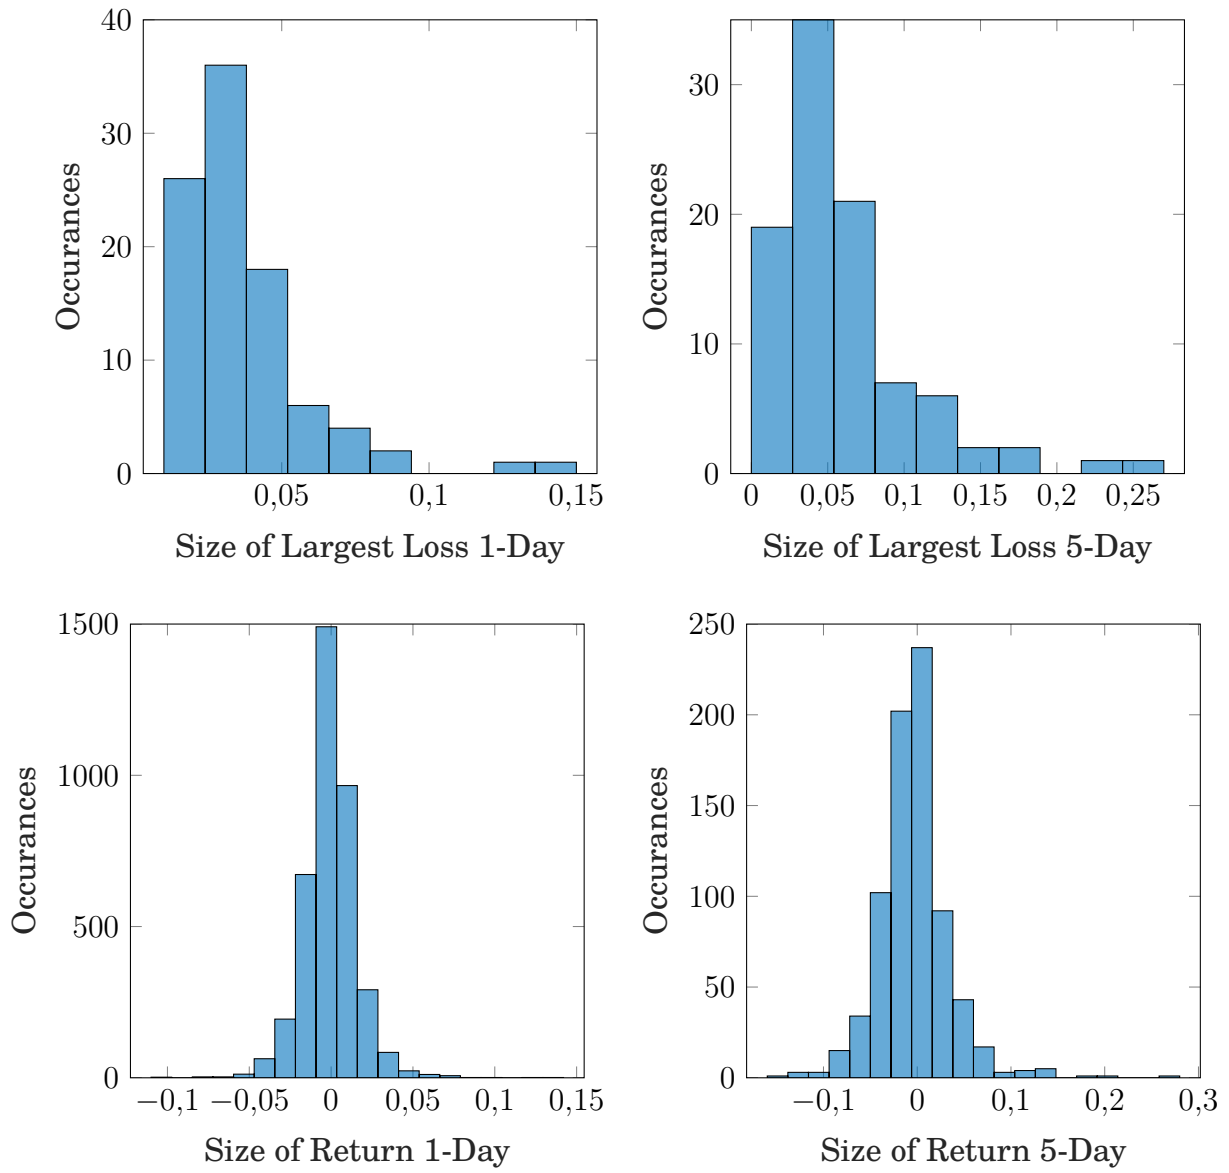 40
30
20
10
0
Occurances
0,05 0,1 0,15
Size of Largest Loss 1-Day
30
20
10
0
Occurances
0 0,05 0,1 0,15 0,2 0,25
Size of Largest Loss 5-Day
1500
1000
500
0
Occurances
−0,1 −0,05 0 0,05 0,1 0,15
Size of Return 1-Day
250
200
150
100
50
0
Occurances
−0,1 0 0,1 0,2 0,3
Size of Return 5-Day